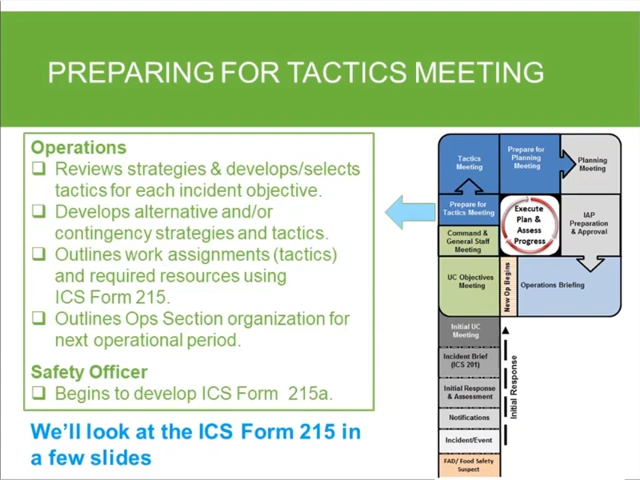 PREPARING FOR TACTICS MEETING
Operations
Reviews strategies & develops/selects
tactics for each incident objective.
Develops alternative and/or
contingency strategies and tactics.
Outlines work assignments (tactics)
and required resources using
ICS Form 215.
Outlines Ops Section organization for
next operational period.
Safety Officer
Begins to develop ICS Form 215a.
We'll look at the ICS Form 215 in
a few slides
Tactics
Meeting
Prepare for
Planning
Meeting
Planning
Meeting
Prepare for
Tactics Meeting
Execute
Plan &
Assess
Progress
IAP
Preparation
& Approval
Command &
General Staff
Meeting
UC Objectives
Meeting
New Op Begins
Operations Briefing
Initial UC
Meeting
Incident Brief
(ICS 201)
Initial Response
& Assessment
Notifications
Incident/Event
FAD/ Food Safety
Suspect
Initial Response